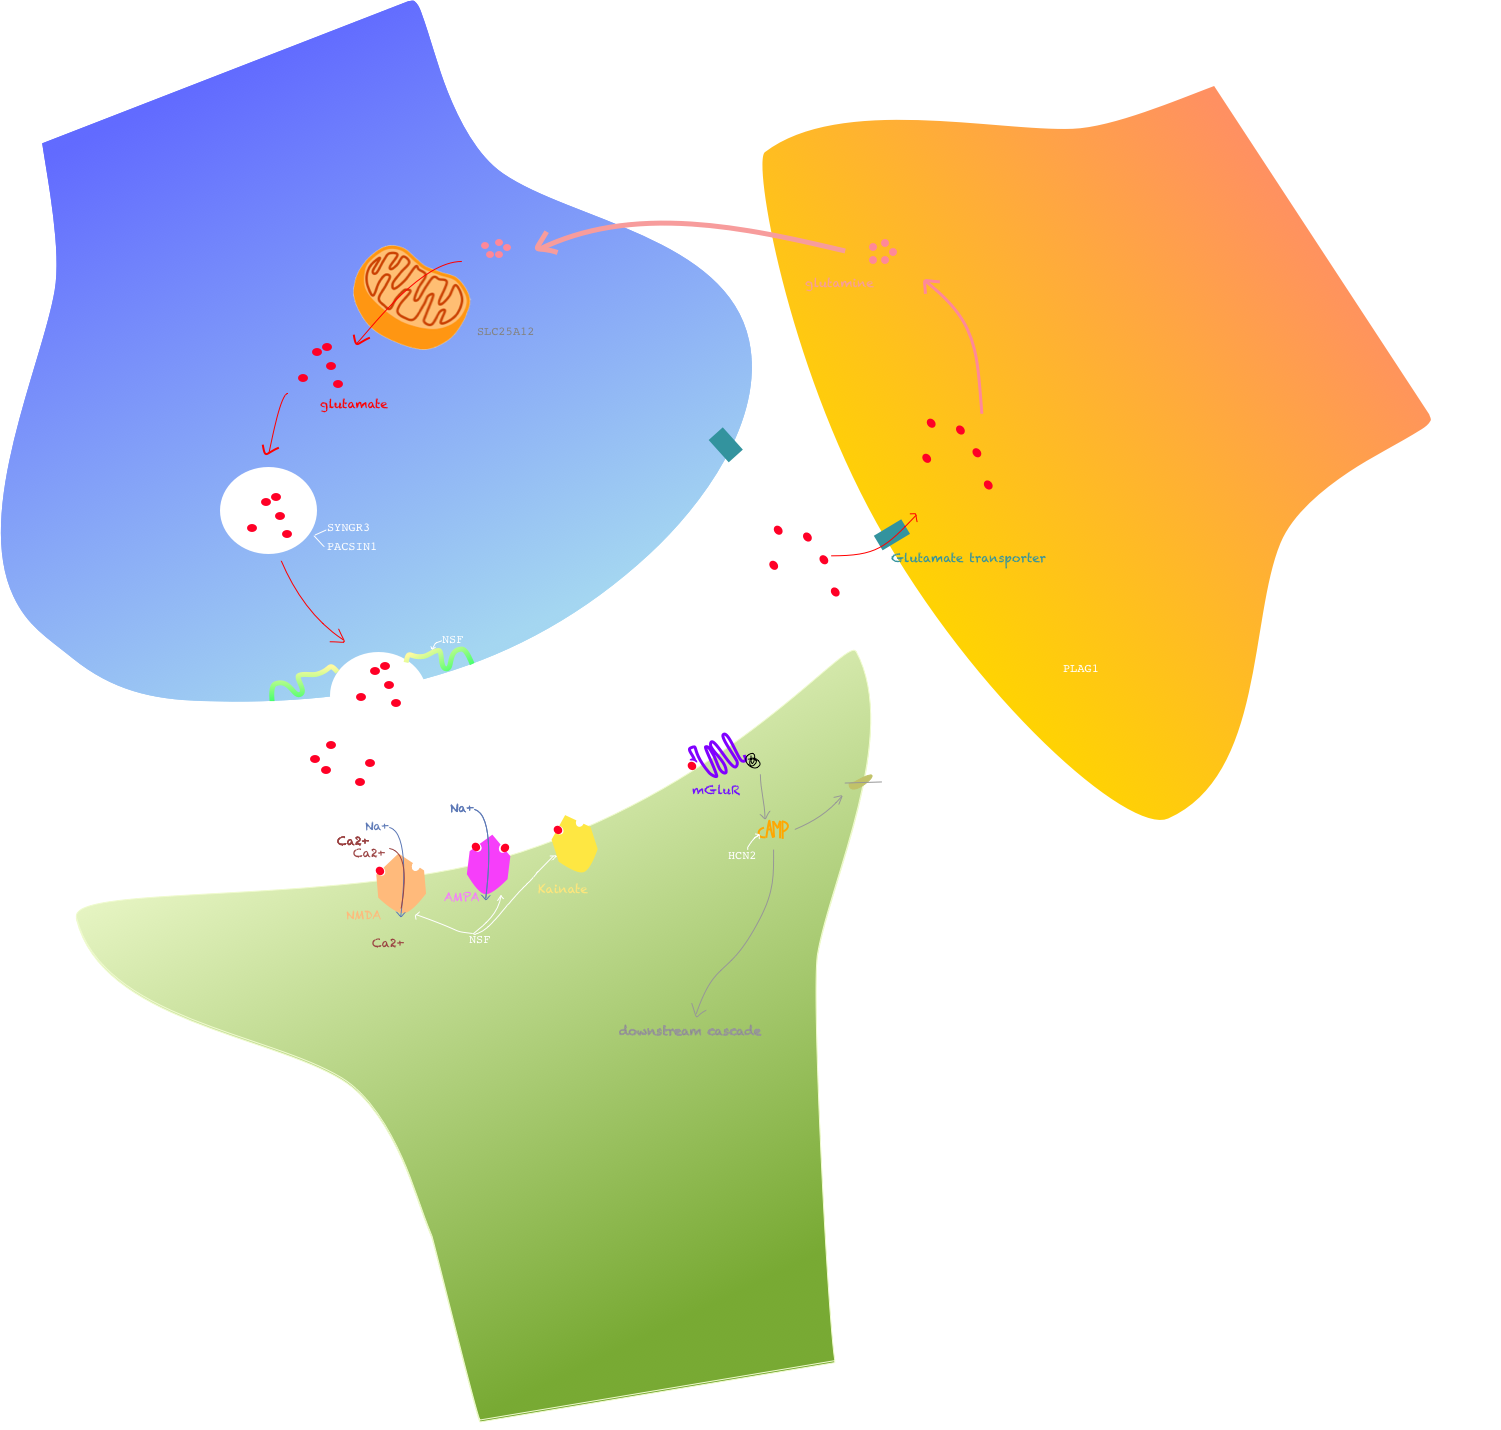 glutamine
SLC25A12
glutamate
SYNGR3
PACSIN1
Glutamate transporter
NSF
PLAG1
mGluR
Na+
Na+
Ca2+
Ca2+
cAMP
HCN2
Kainate
AMPA
NMDA
NSF
Ca2+
downstream cascade